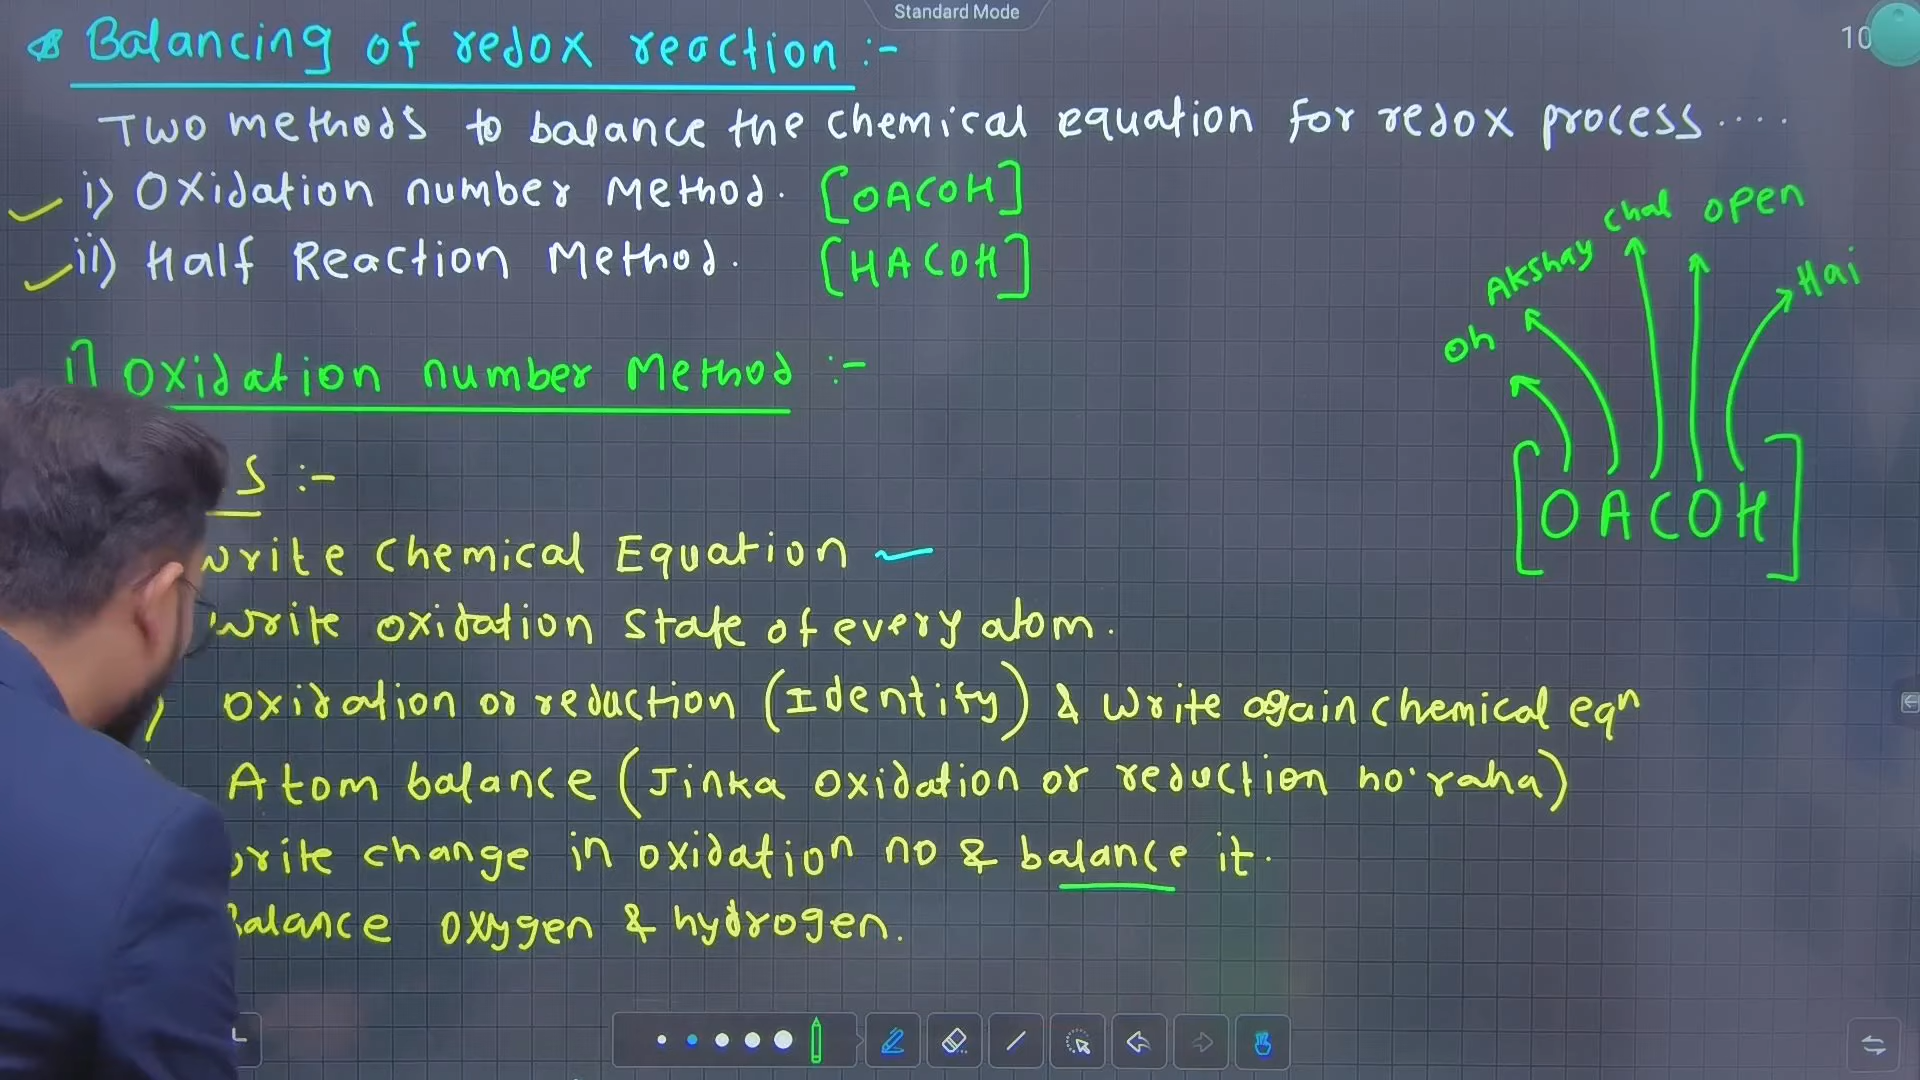 Standard Mode
10
Balancing of redox reaction :-
Two methods to balance the chemical equation for redox process ....
i) Oxidation number Method. [OACOH]
ii) Half Reaction Method. [HACOH]
oh Akshay chal open Hai
[OACOH]
1] Oxidation number Method :-
S :-
write chemical Equation
write oxidation state of every atom.
oxidation or reduction (Identify) & write again chemical eqn
Atom balance (Jinka oxidation or reduction ho raha)
write change in oxidation no & balance it.
Balance oxygen & hydrogen.